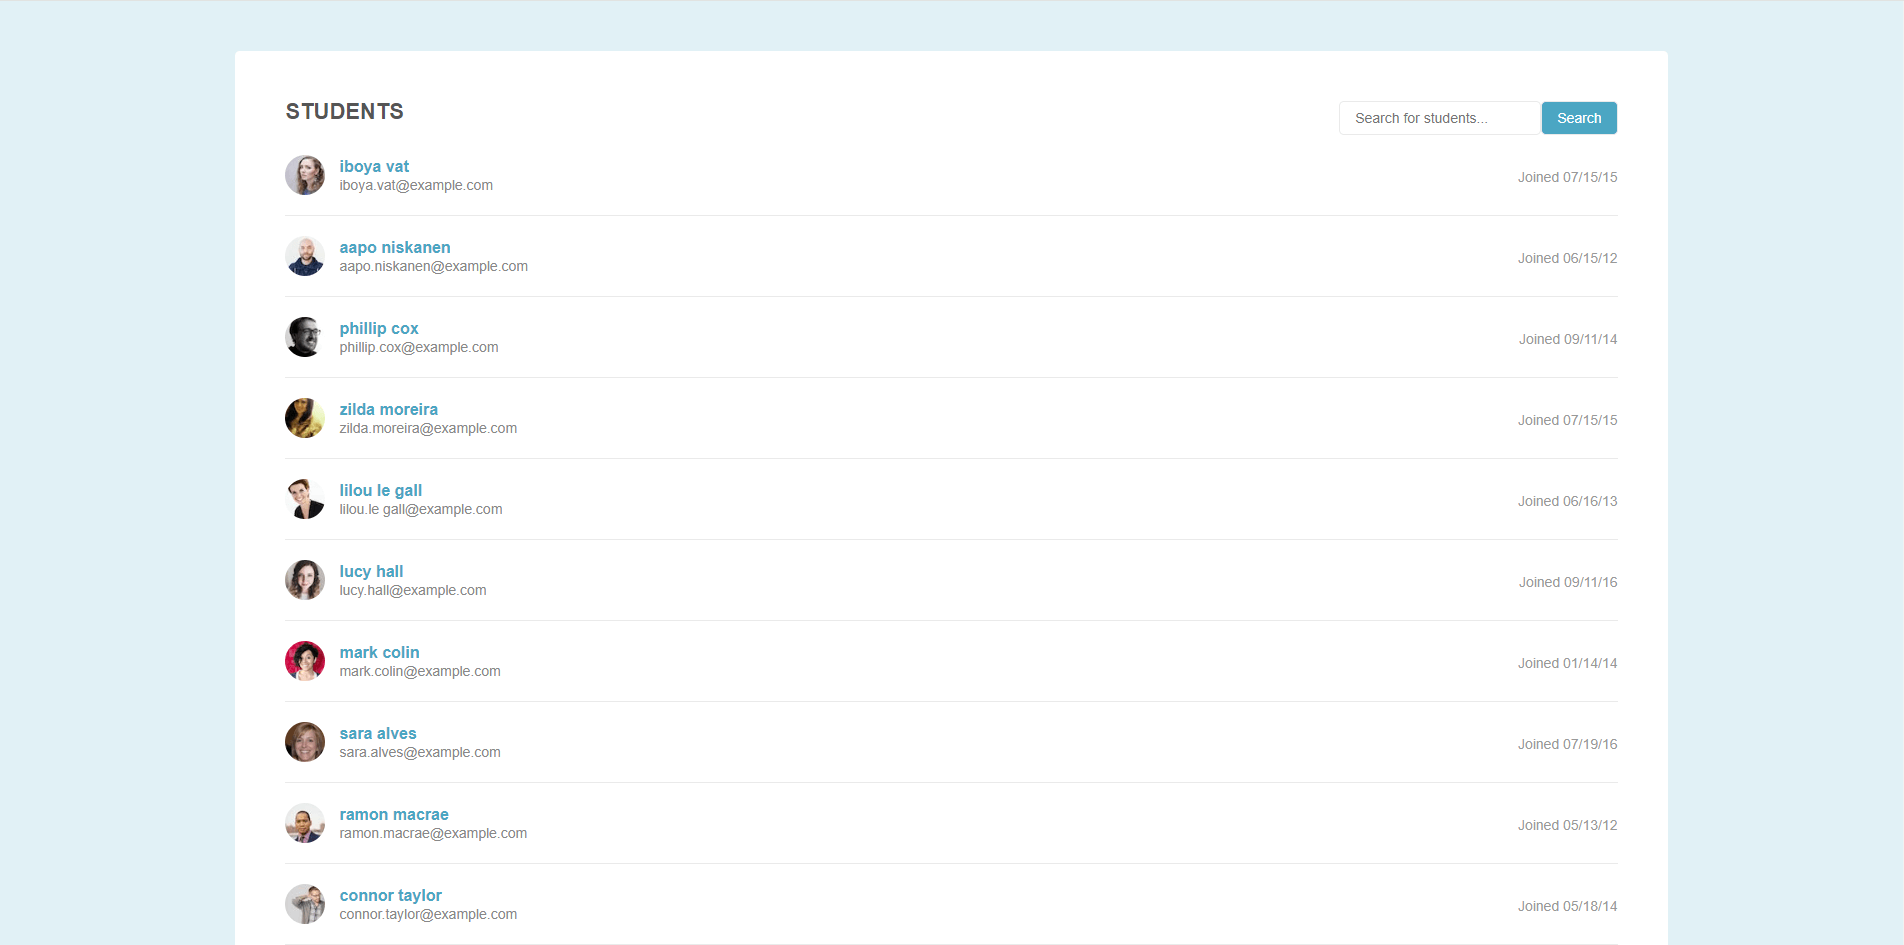 STUDENTS
Search for students...
Search
iboya vat
iboya.vat@example.com
Joined 07/15/15
aapo niskanen
aapo.niskanen@example.com
Joined 06/15/12
phillip cox
phillip.cox@example.com
Joined 09/11/14
zilda moreira
zilda.moreira@example.com
Joined 07/15/15
lilou le gall
lilou.le gall@example.com
Joined 06/16/13
lucy hall
lucy.hall@example.com
Joined 09/11/16
mark colin
mark.colin@example.com
Joined 01/14/14
sara alves
sara.alves@example.com
Joined 07/19/16
ramon macrae
ramon.macrae@example.com
Joined 05/13/12
connor taylor
connor.taylor@example.com
Joined 05/18/14